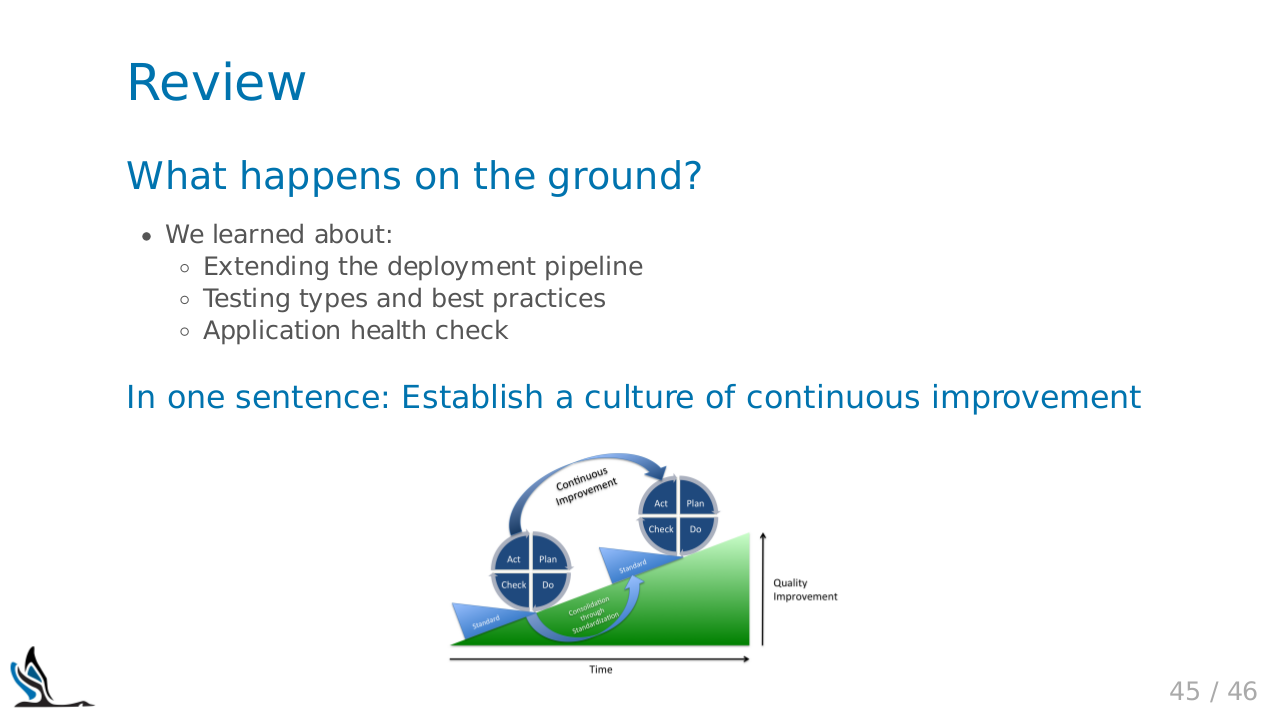 Review
What happens on the ground?
We learned about:
Extending the deployment pipeline
Testing types and best practices
Application health check
In one sentence: Establish a culture of continuous improvement
Continuous
Improvement
Act
Plan
Check
Do
Act
Plan
Check
Do
Standard
Standard
Consolidation
through
Standardization
Quality
Improvement
Time
45 / 46